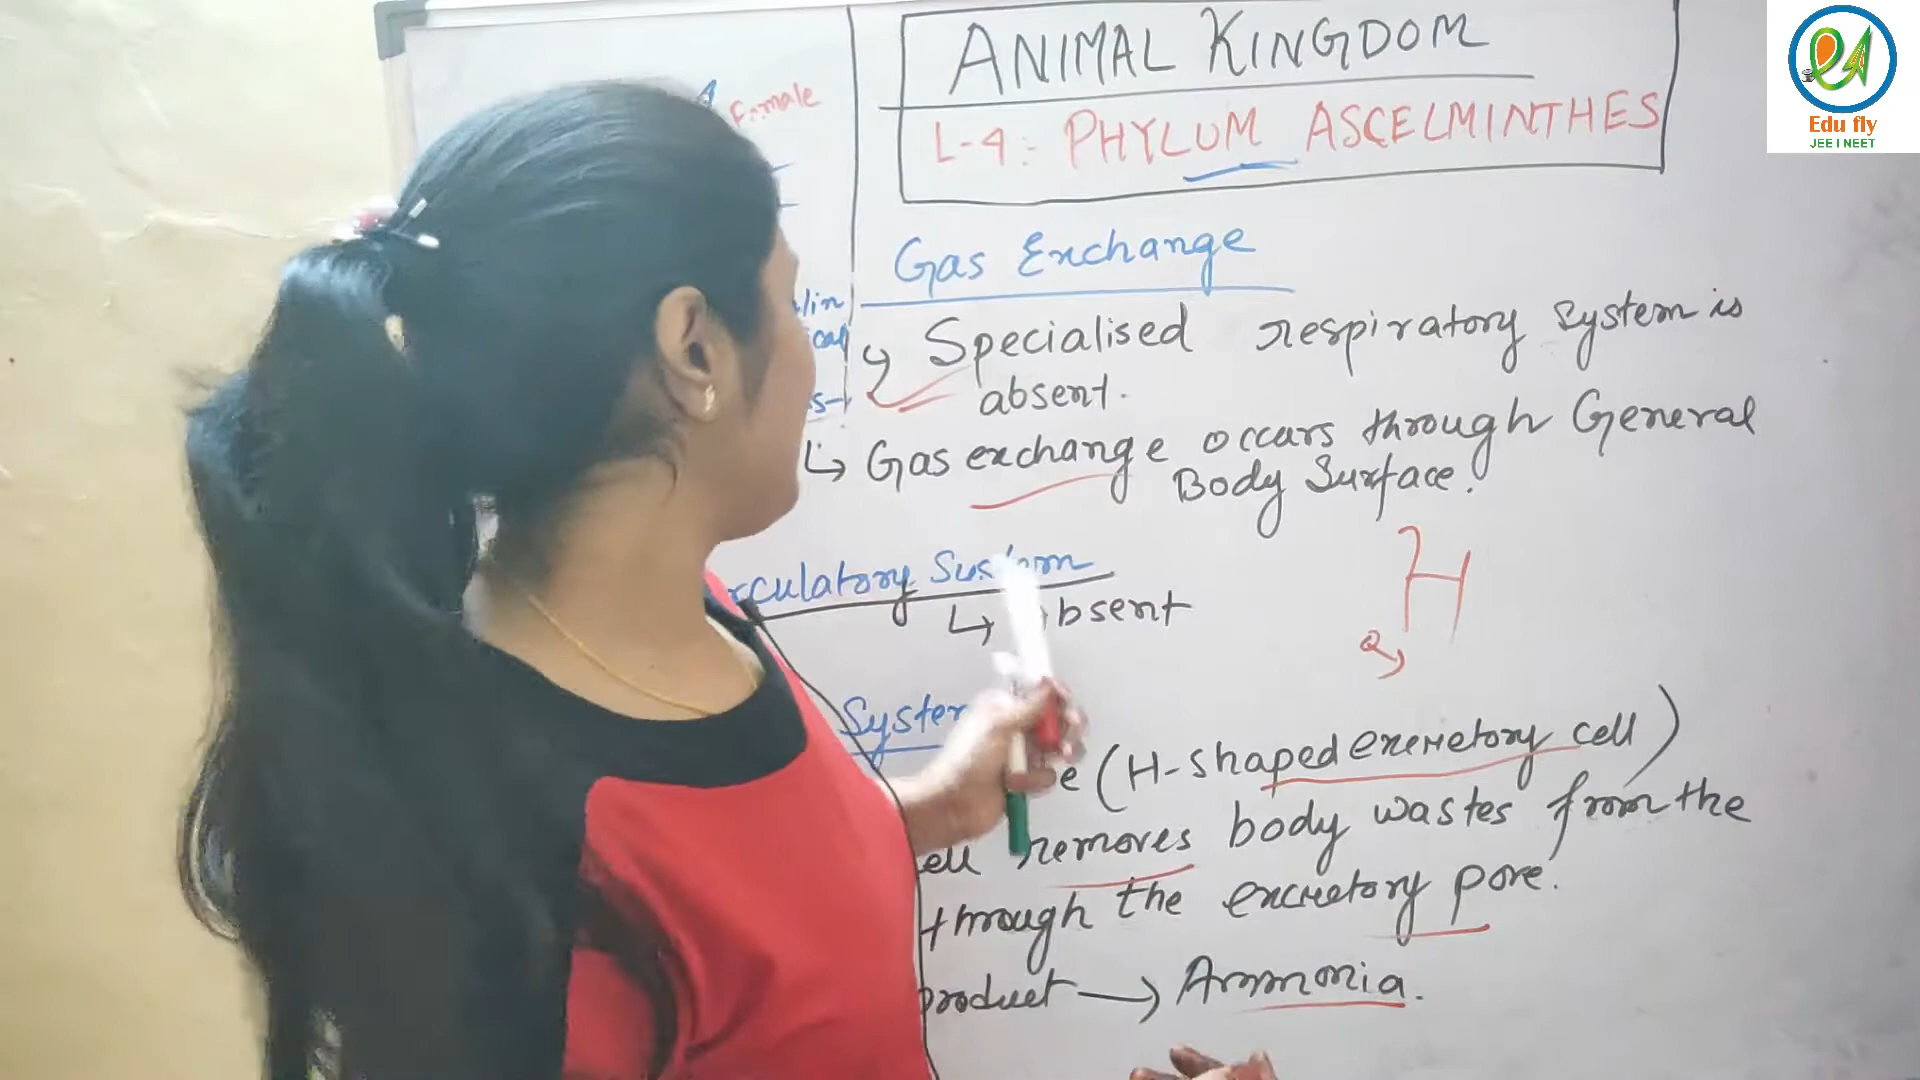 ANIMAL KINGDOM
L-4: PHYLUM ASCELMINTHES
Edu fly
JEE I NEET
Female
Gas Exchange
Specialised respiratory system is
absent.
Gas exchange occurs through General
Body Surface.
System
absent
H
System
(H-shaped excretory cell)
removes body wastes from the
through the excretory pore.
product → Ammonia.